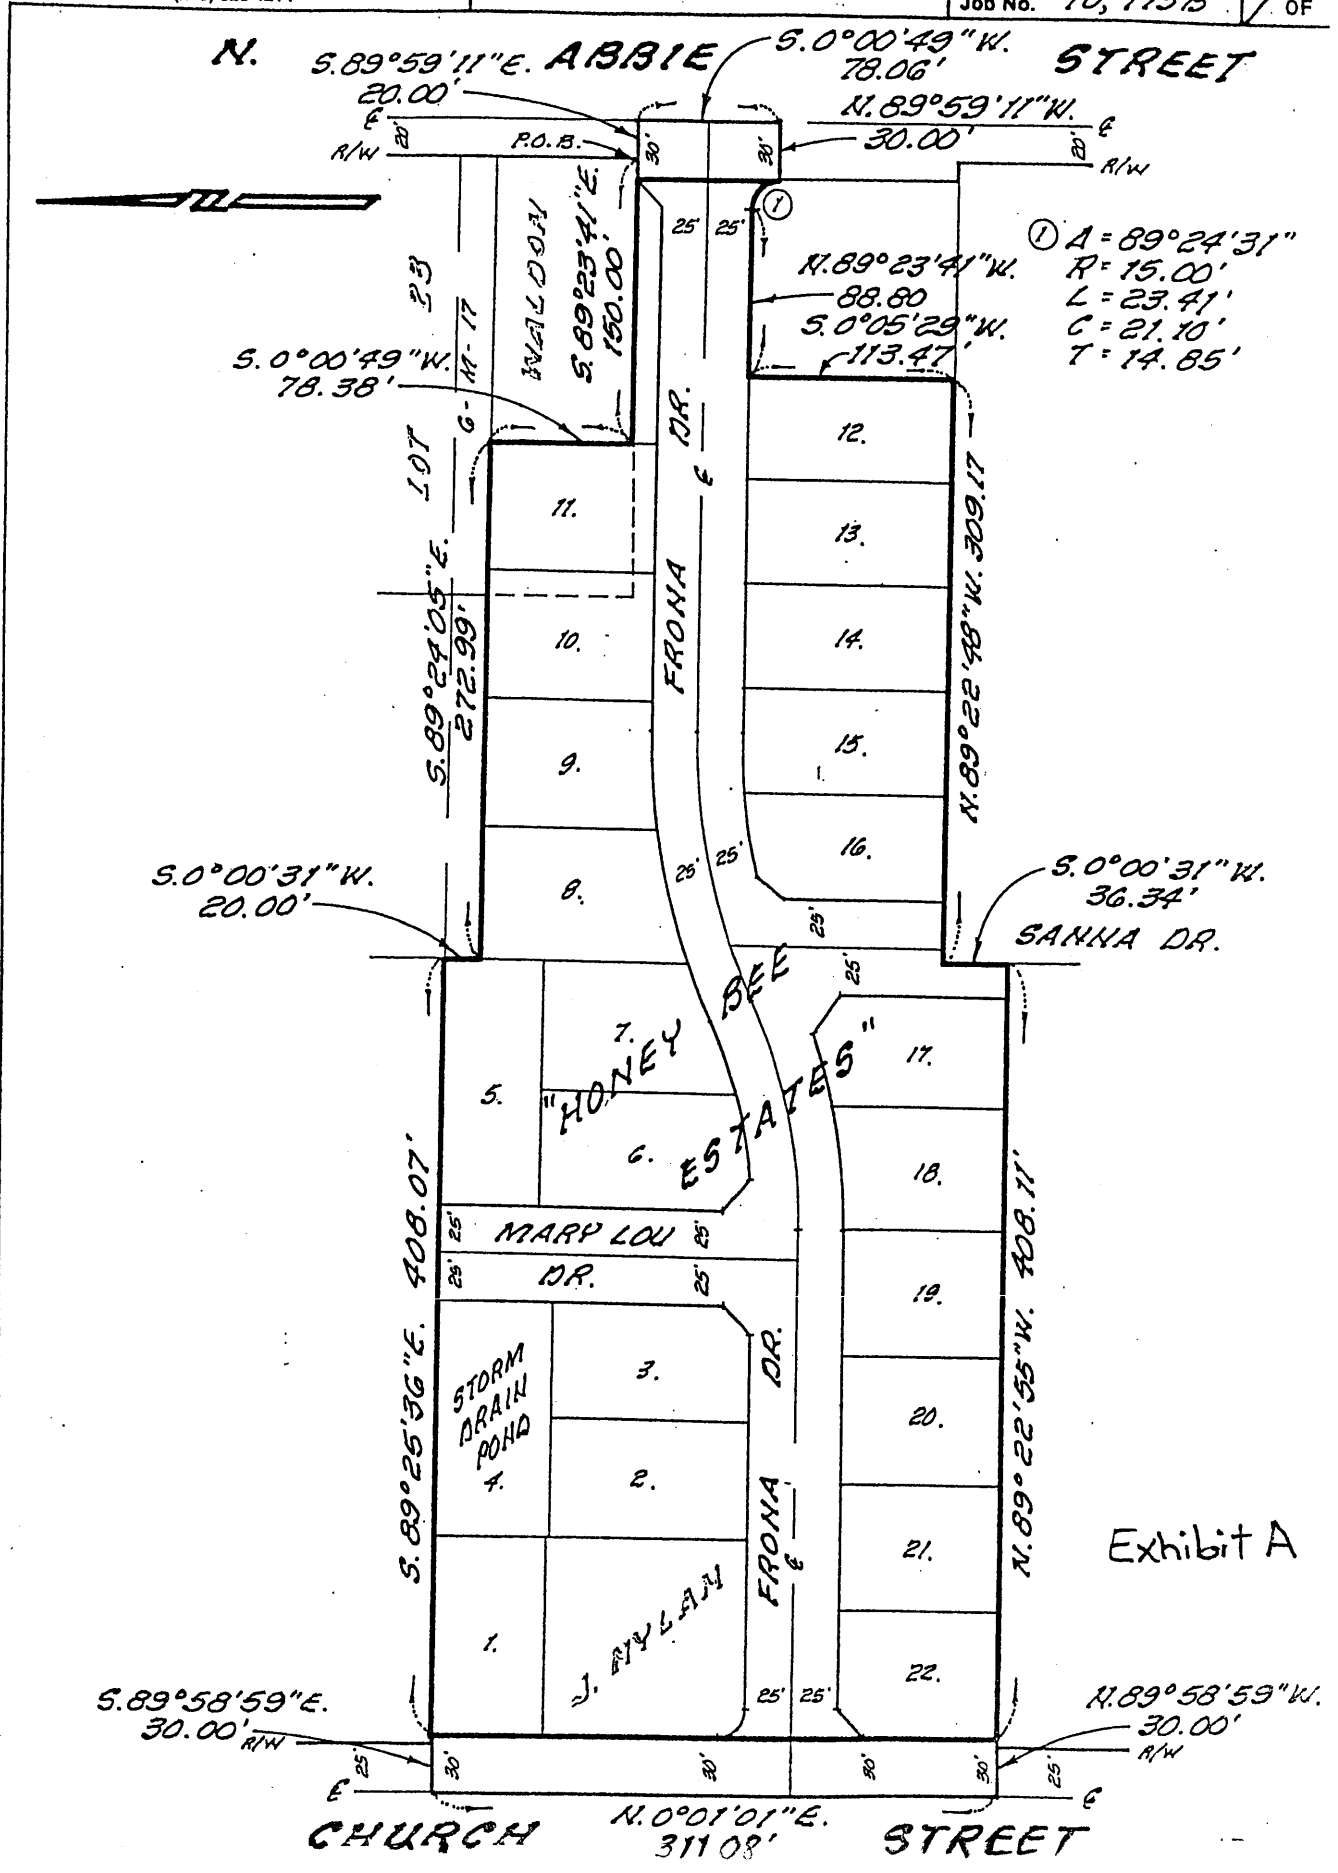 Job No. 70, 11313
OF
N. ABBIE STREET
S.89°59'11"E.
20.00'
S.0°00'49"W.
78.06'
N.89°59'11"W.
30.00'
20'
R/W
P.O.B.
30'
30'
20'
R/W
WALDON
S.89°23'41"E.
150.00'
25'
25'
①
① Δ = 89°24'31"
R = 15.00'
L = 23.41'
C = 21.10'
T = 14.85'
N.89°23'41"W.
88.80
S.0°05'29"W.
113.47'
LOT 23
G-M-17
S.0°00'49"W.
78.38'
FRONA DR.
11.
12.
13.
10.
14.
9.
15.
8.
16.
S.89°24'05"E.
272.99'
N.89°22'48"W. 309.17
25'
25'
S.0°00'31"W.
20.00'
S.0°00'31"W.
36.34'
SANNA DR.
25'
25'
"HONEY BEE
ESTATES"
7.
5.
6.
17.
18.
S.89°25'36"E. 408.07'
N.89°22'55"W. 408.11'
25'
MARY LOU
25'
25'
DR.
25'
19.
STORM
DRAIN
POND
4.
3.
2.
FRONA DR.
20.
21.
Exhibit A
1.
J. HYLAM
22.
25'
25'
S.89°58'59"E.
30.00'
R/W
N.89°58'59"W.
30.00'
R/W
25'
30'
30'
30'
30'
25'
N.0°01'01"E.
311 08'
CHURCH STREET